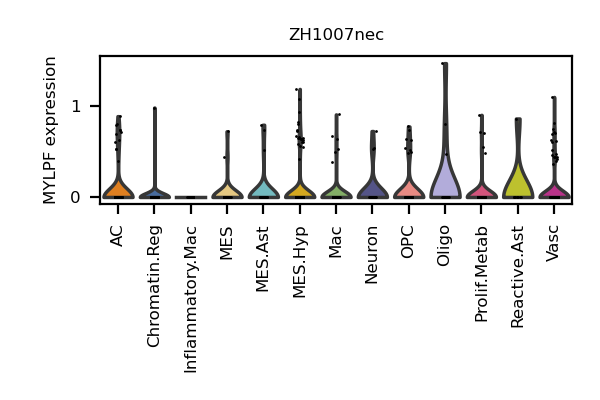 ZH1007nec
MYLPF expression
1
0
AC
Chromatin.Reg
Inflammatory.Mac
MES
MES.Ast
MES.Hyp
Mac
Neuron
OPC
Oligo
Prolif.Metab
Reactive.Ast
Vasc